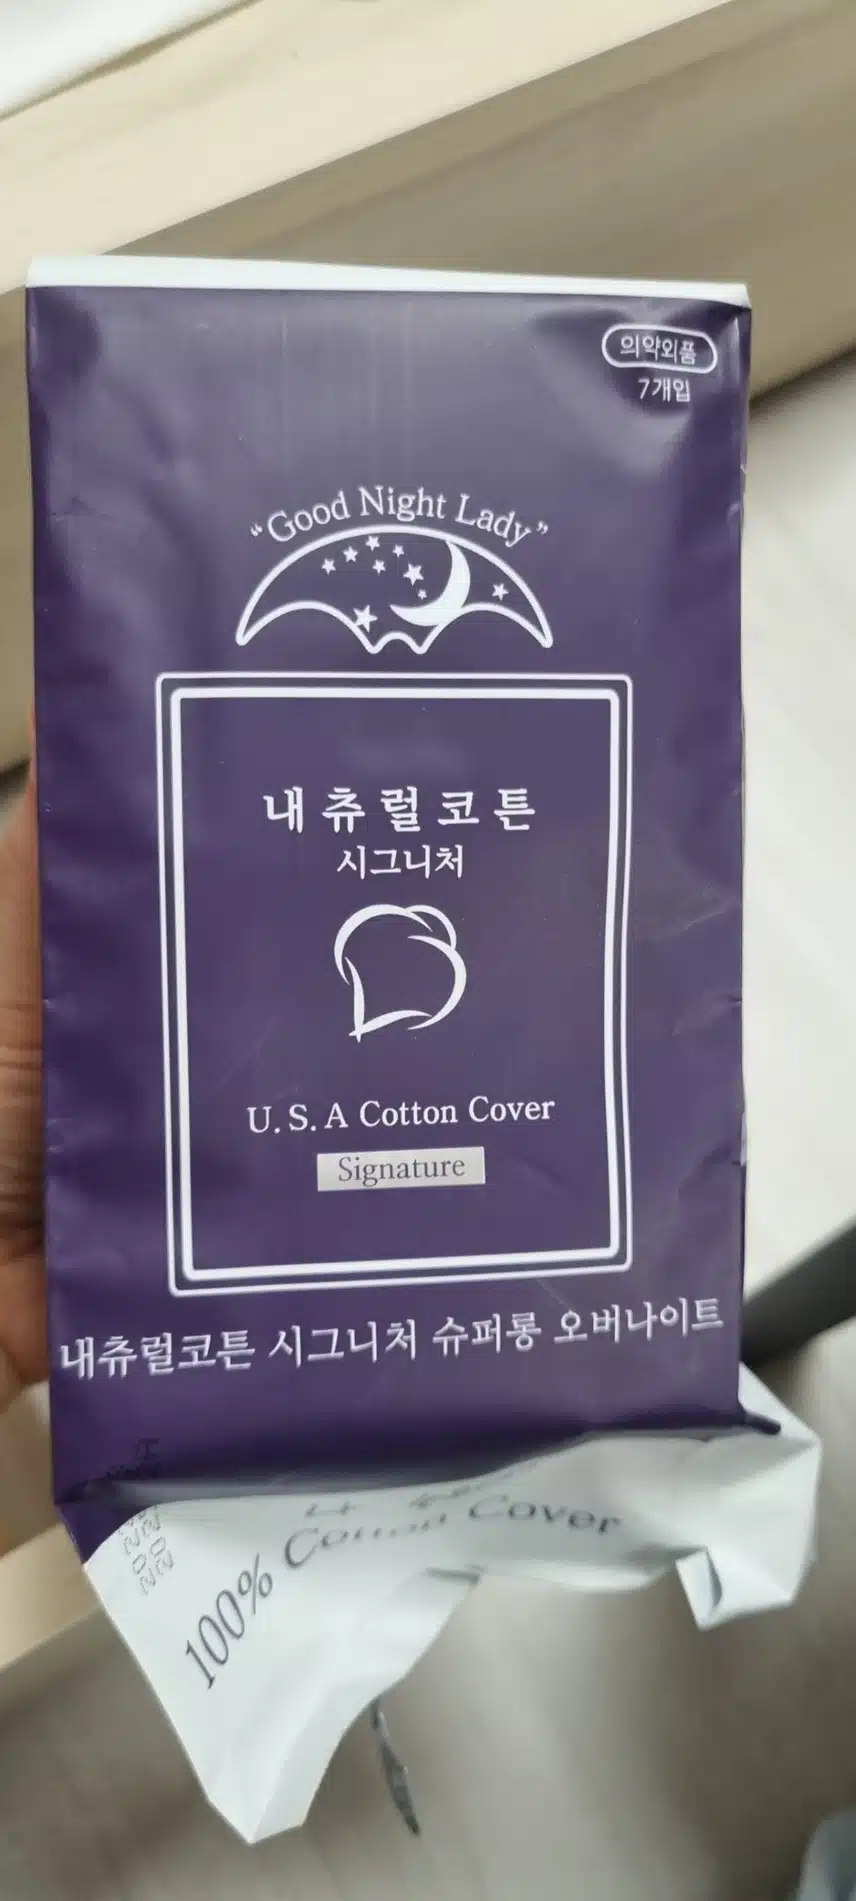 의약외품
7개입
"Good Night Lady"
내츄럴코튼
시그니처
U.S.A Cotton Cover
Signature
내츄럴코튼 시그니처 슈퍼롱 오버나이트
100% Cotton Cover